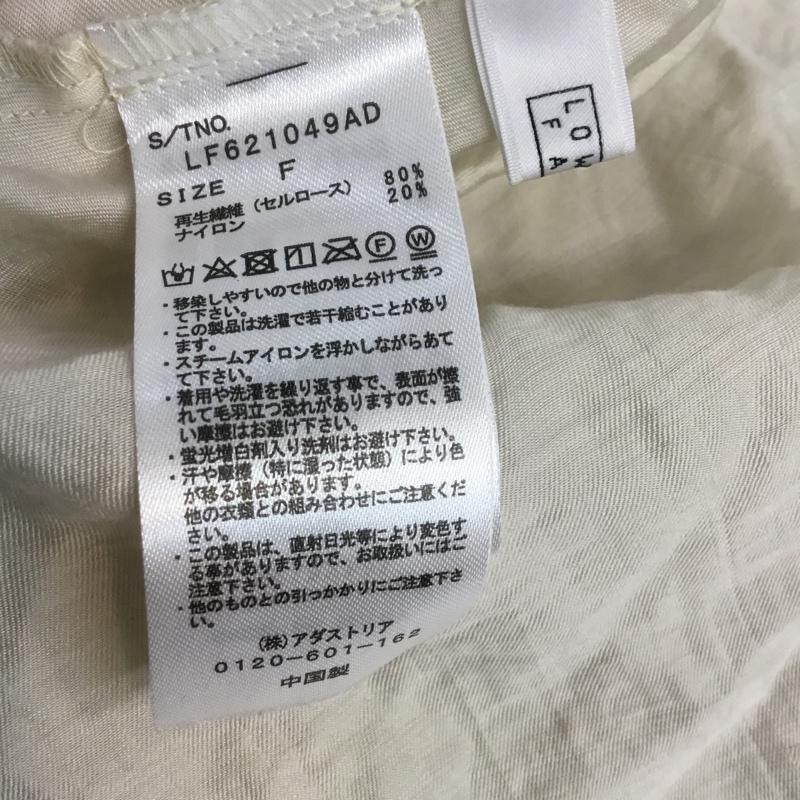 S/TNO.
LF621049AD
SIZE F
再生繊維（セルロース） 80%
ナイロン 20%
F W
・移染しやすいので他の物と分けて洗っ
て下さい。
・この製品は洗濯で若干縮むことがあり
ます。
・スチームアイロンを浮かしながらあて
て下さい。
・着用や洗濯を繰り返す事で、表面が擦
れて毛羽立つ恐れがありますので、強
い摩擦はお避け下さい。
・蛍光増白剤入り洗剤はお避け下さい。
・汗や摩擦（特に湿った状態）により色
が移る場合があります。
他の衣類との組み合わせにご注意くだ
さい。
・この製品は、直射日光等により変色す
る事がありますので、お取扱いにはご
注意下さい。
・他のものとの引っかかりにご注意下さ
い。
（株）アダストリア
0120-601-162
中国製
LOW
FA